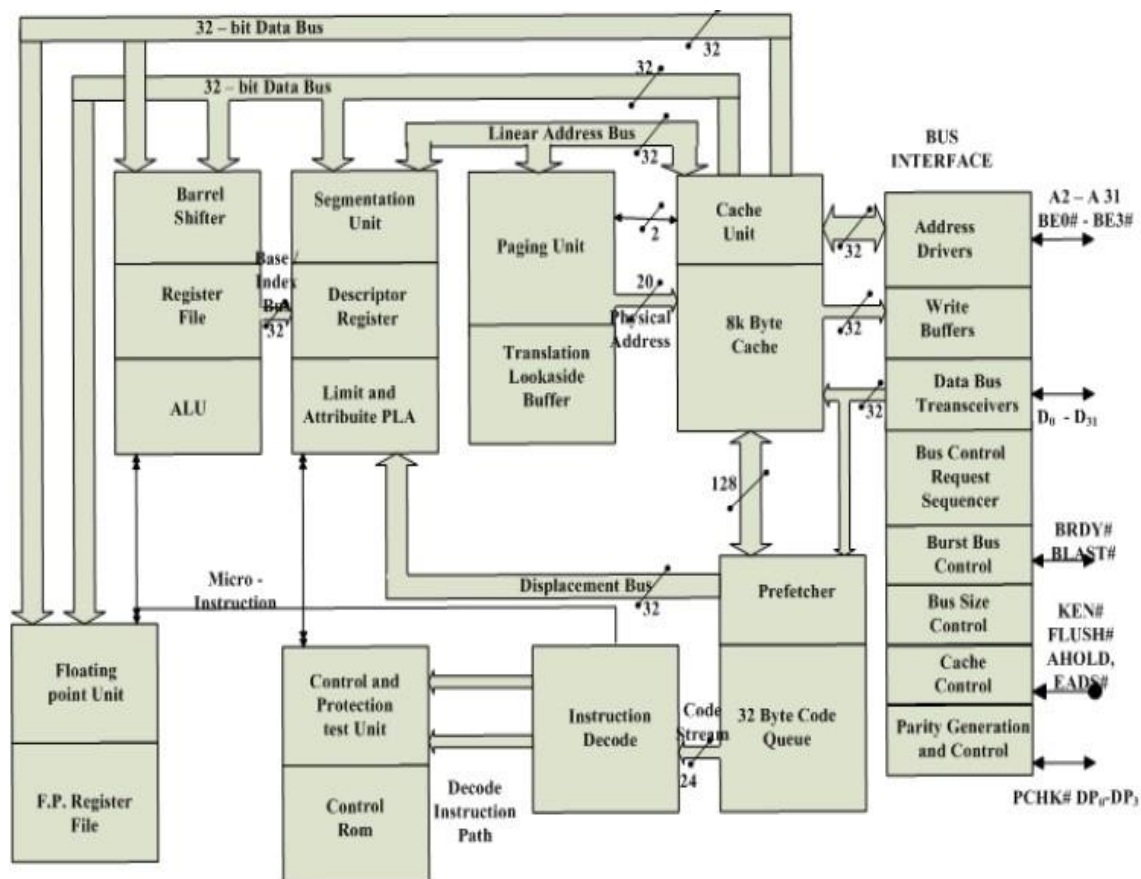 32 – bit Data Bus
32
32 – bit Data Bus
32
Linear Address Bus
32
BUS
INTERFACE
Barrel
Shifter
Register
File
ALU
Base /
Index
Bus
32
Segmentation
Unit
Descriptor
Register
Limit and
Attribuite PLA
Paging Unit
Translation
Lookaside
Buffer
2
20
Physical
Address
Cache
Unit
8k Byte
Cache
32
32
32
Address
Drivers
Write
Buffers
Data Bus
Treansceivers
Bus Control
Request
Sequencer
Burst Bus
Control
Bus Size
Control
Cache
Control
Parity Generation
and Control
A2 – A 31
BE0# - BE3#
D0 - D31
BRDY#
BLAST#
KEN#
FLUSH#
AHOLD,
EADS#
PCHK# DP0-DP3
128
Displacement Bus
32
Micro -
Instruction
Prefetcher
32 Byte Code
Queue
Code
Stream
24
Instruction
Decode
Decode
Instruction
Path
Control and
Protection
test Unit
Control
Rom
Floating
point Unit
F.P. Register
File